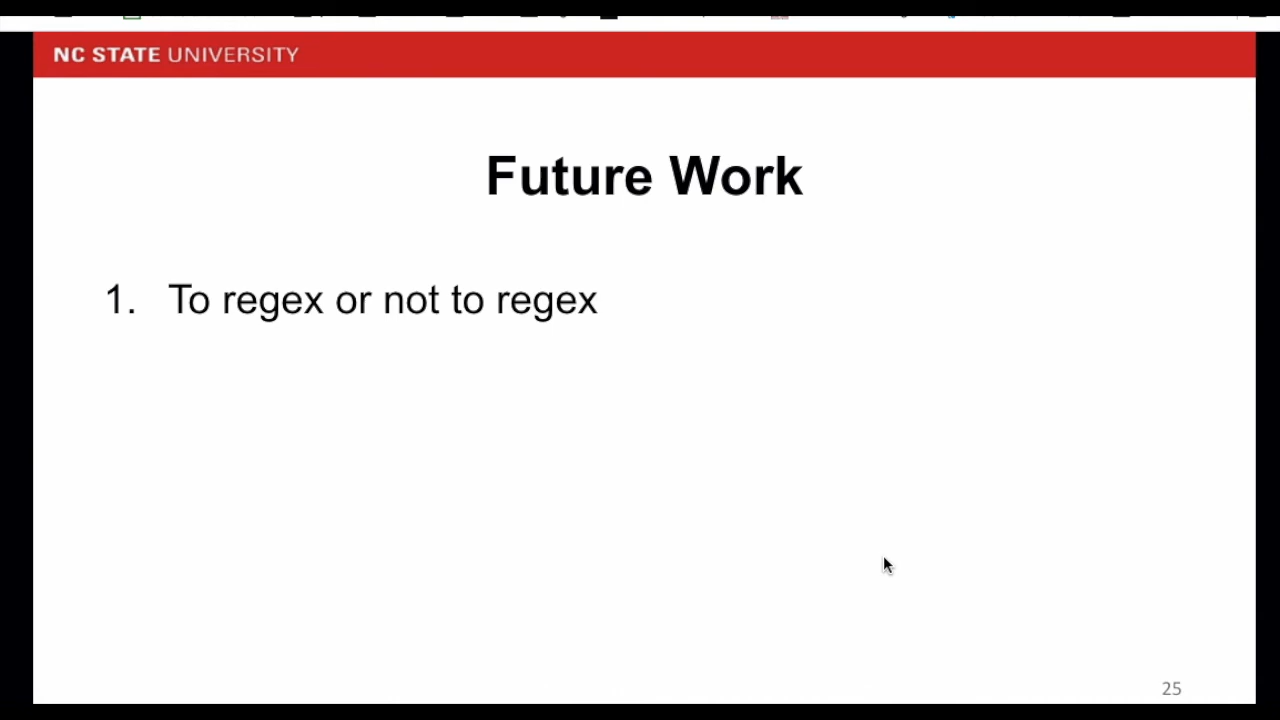 NC STATE UNIVERSITY
Future Work
1. To regex or not to regex
25